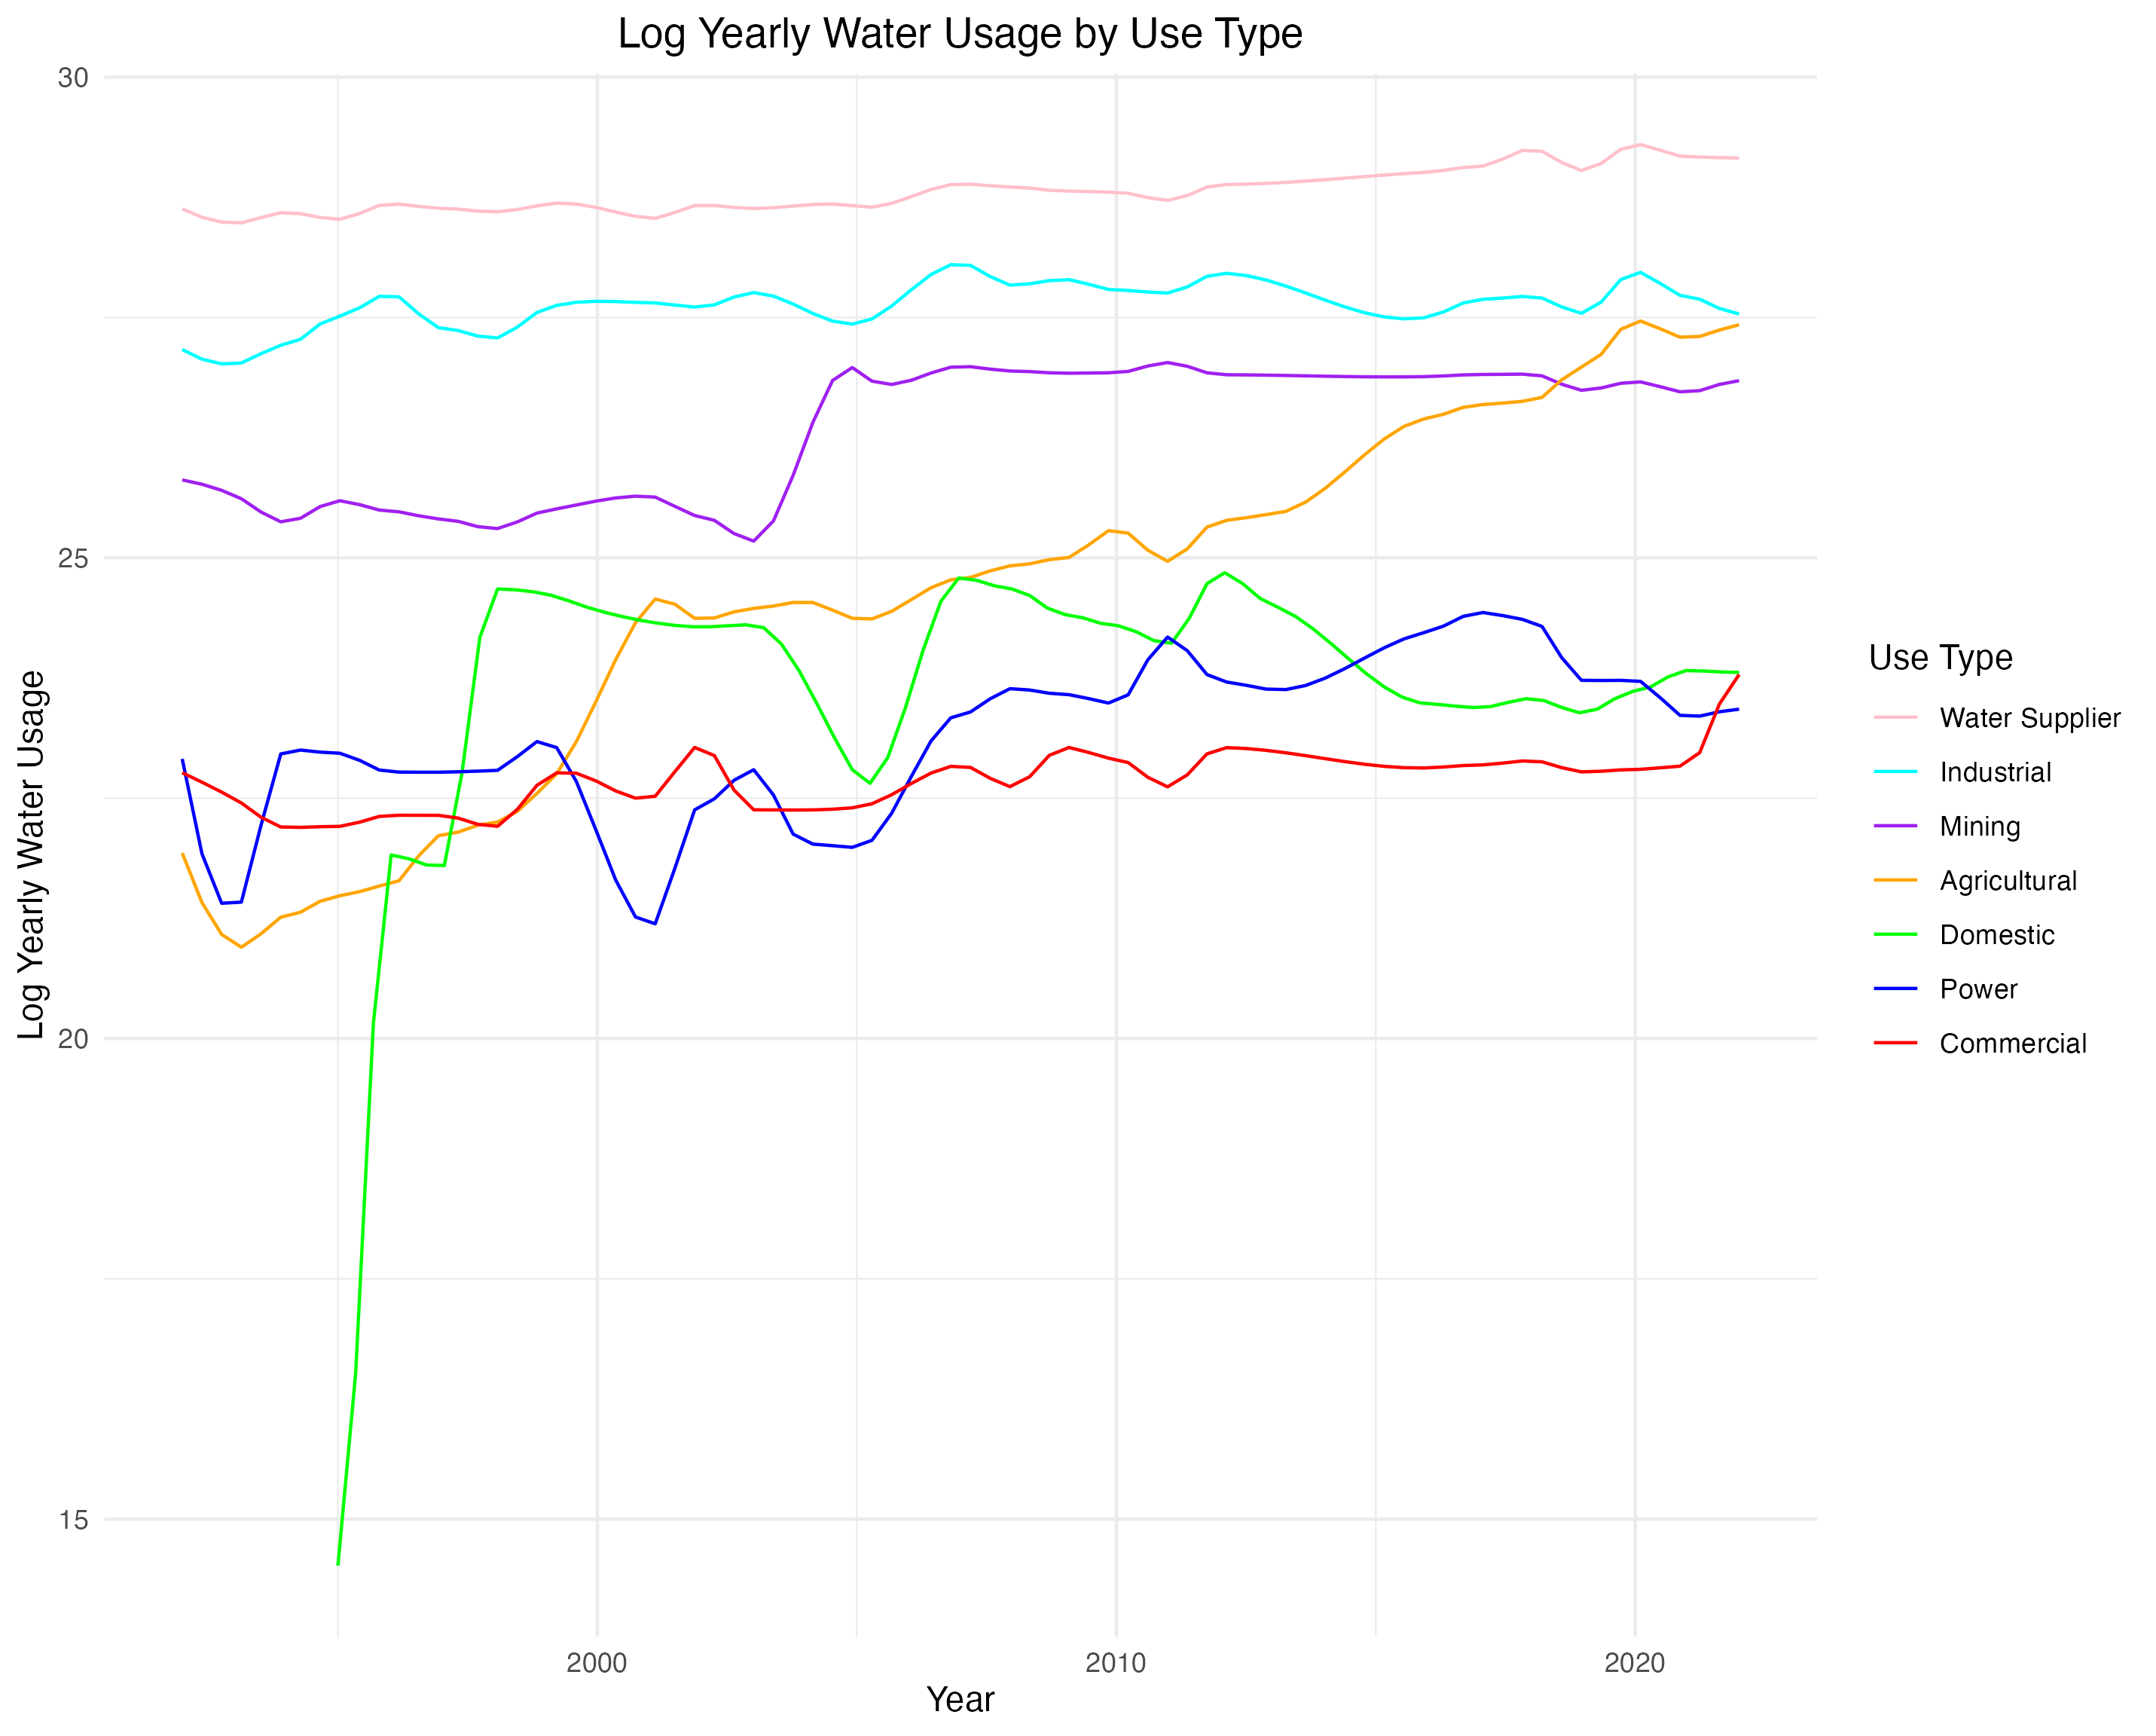 Log Yearly Water Usage by Use Type
30
25
20
15
Log Yearly Water Usage
2000
2010
2020
Year
Use Type
Water Supplier
Industrial
Mining
Agricultural
Domestic
Power
Commercial